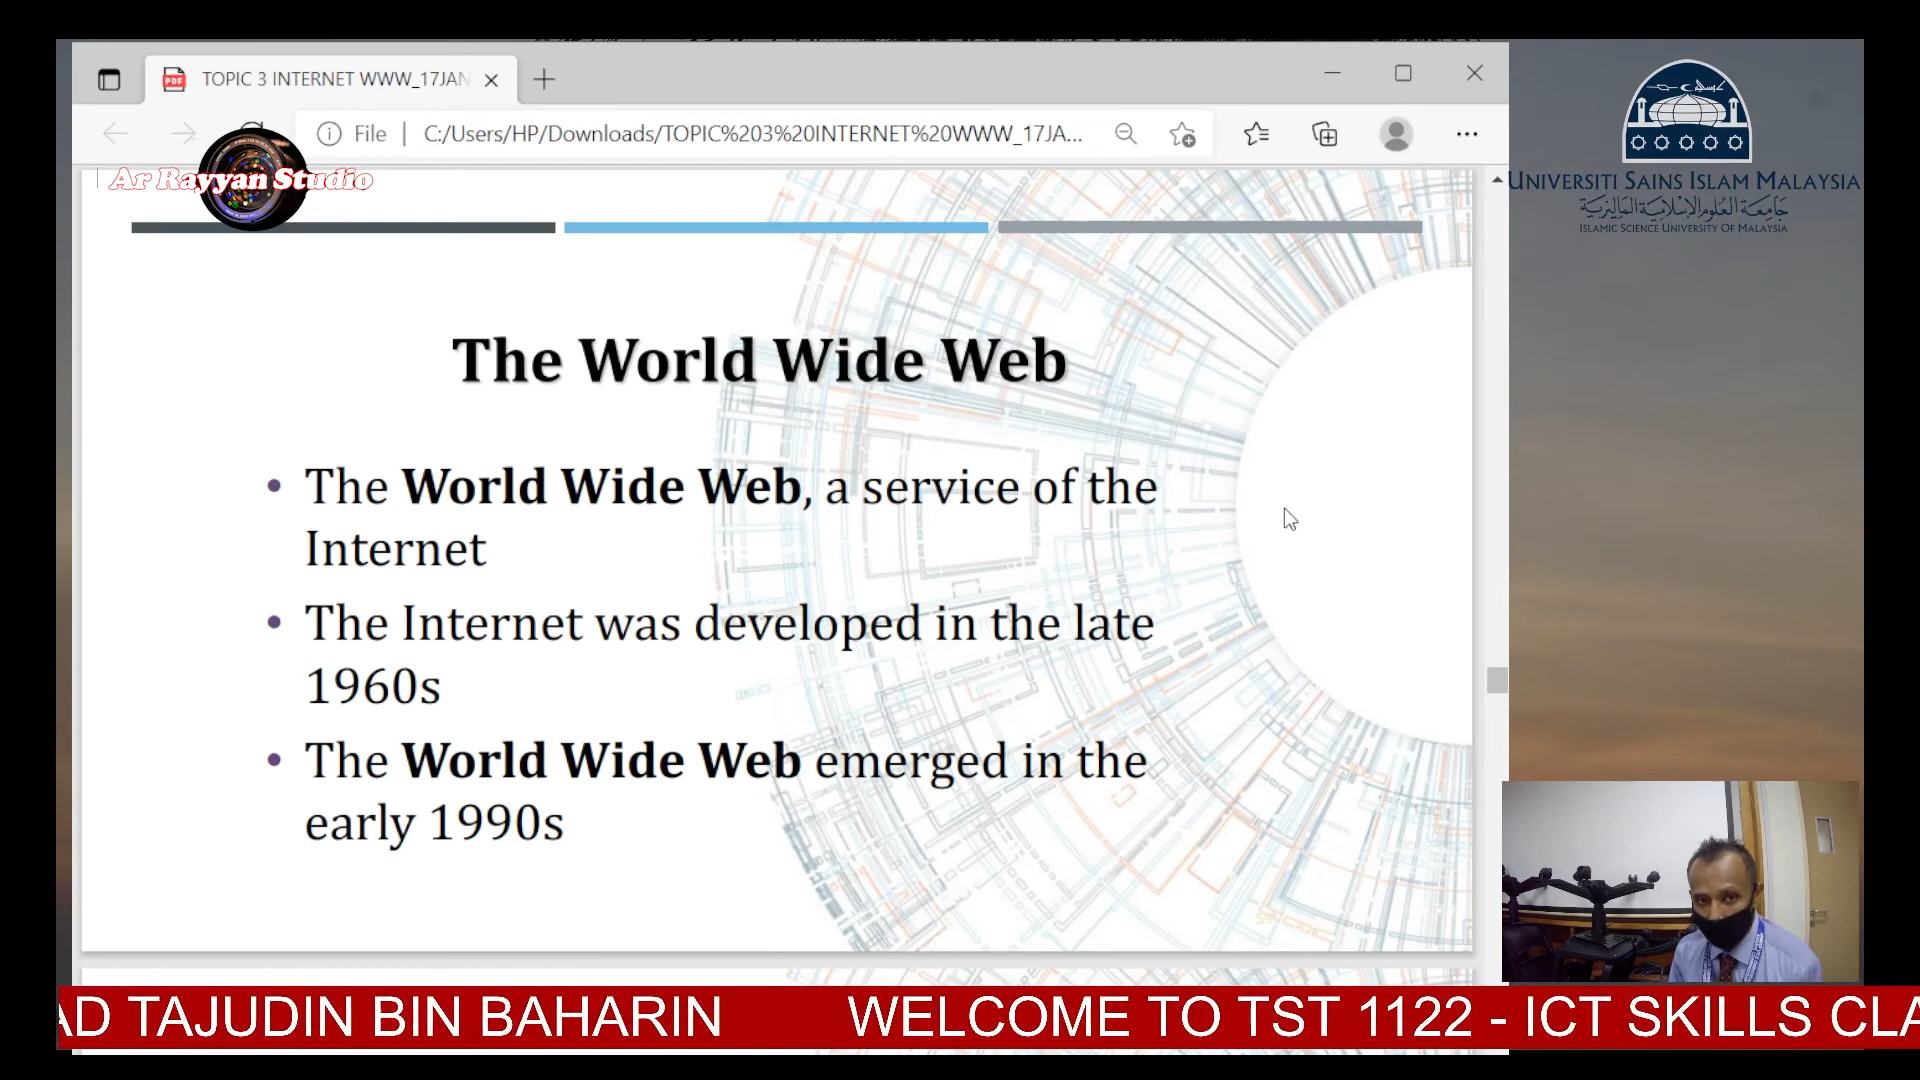 TOPIC 3 INTERNET WWW_17JAN
File
C:/Users/HP/Downloads/TOPIC%203%20INTERNET%20WWW_17JA...
Ar Rayyan Studio
UNIVERSITI SAINS ISLAM MALAYSIA
جامعة العلوم الإسلامية الماليزية
ISLAMIC SCIENCE UNIVERSITY OF MALAYSIA
The World Wide Web
• The World Wide Web, a service of the
Internet
• The Internet was developed in the late
1960s
• The World Wide Web emerged in the
early 1990s
AD TAJUDIN BIN BAHARIN
WELCOME TO TST 1122 - ICT SKILLS CLA